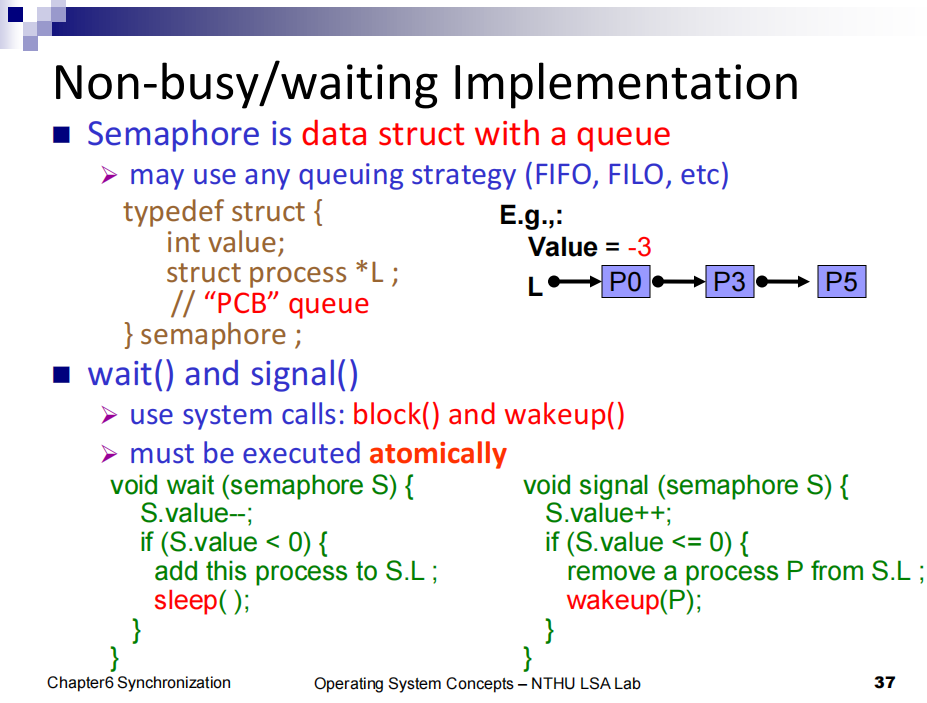 Non-busy/waiting Implementation
Semaphore is data struct with a queue
may use any queuing strategy (FIFO, FILO, etc)
typedef struct {
int value;
struct process *L ;
// “PCB” queue
} semaphore ;
E.g.,:
Value = -3
L P0 P3 P5
wait() and signal()
use system calls: block() and wakeup()
must be executed atomically
void wait (semaphore S) {
S.value--;
if (S.value < 0) {
add this process to S.L ;
sleep( );
}
}
void signal (semaphore S) {
S.value++;
if (S.value <= 0) {
remove a process P from S.L ;
wakeup(P);
}
}
Chapter6 Synchronization
Operating System Concepts – NTHU LSA Lab
37